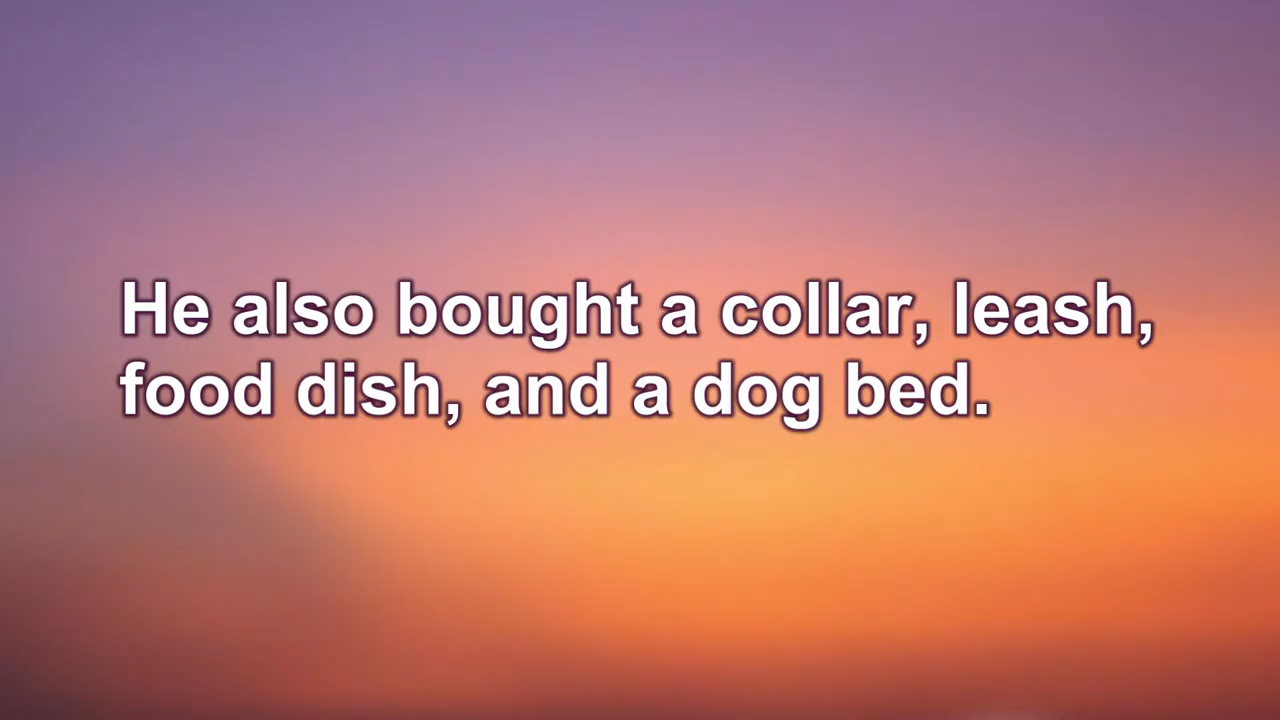 He also bought a collar, leash,
food dish, and a dog bed.